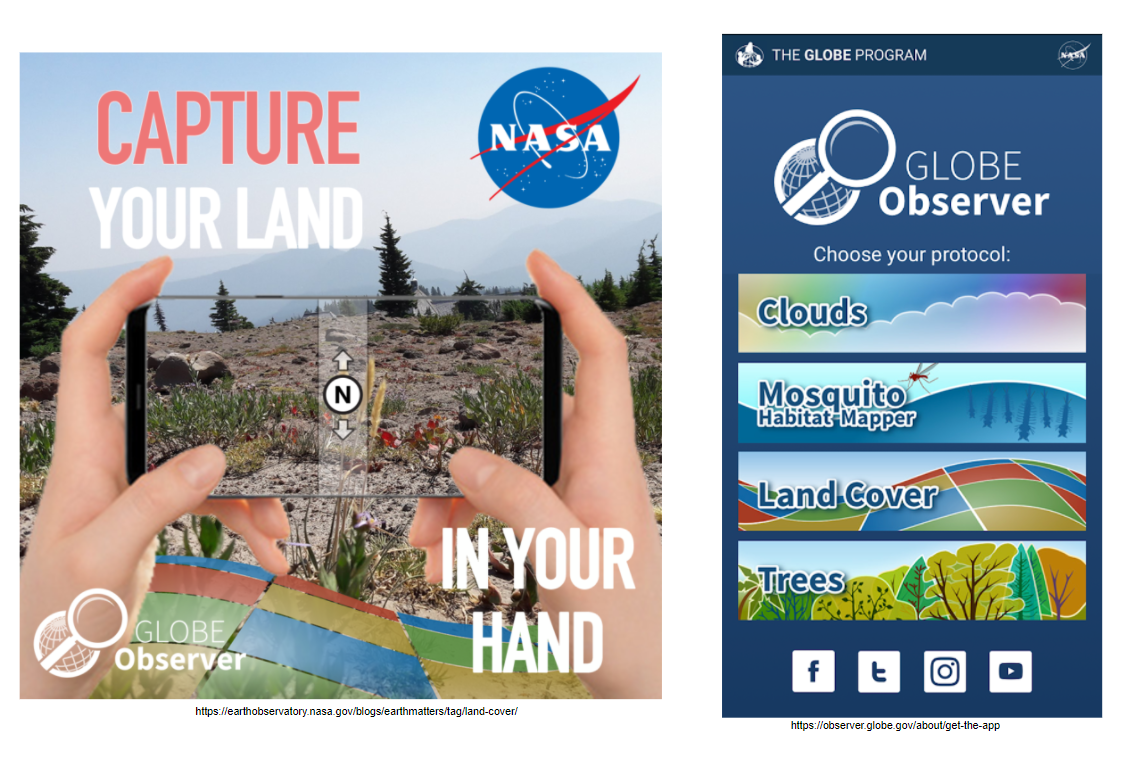 CAPTURE
YOUR LAND
NASA
N
IN YOUR
HAND
GLOBE
Observer
https://earthobservatory.nasa.gov/blogs/earthmatters/tag/land-cover/
THE GLOBE PROGRAM
NASA
GLOBE
Observer
Choose your protocol:
Clouds
Mosquito
Habitat Mapper
Land Cover
Trees
https://observer.globe.gov/about/get-the-app